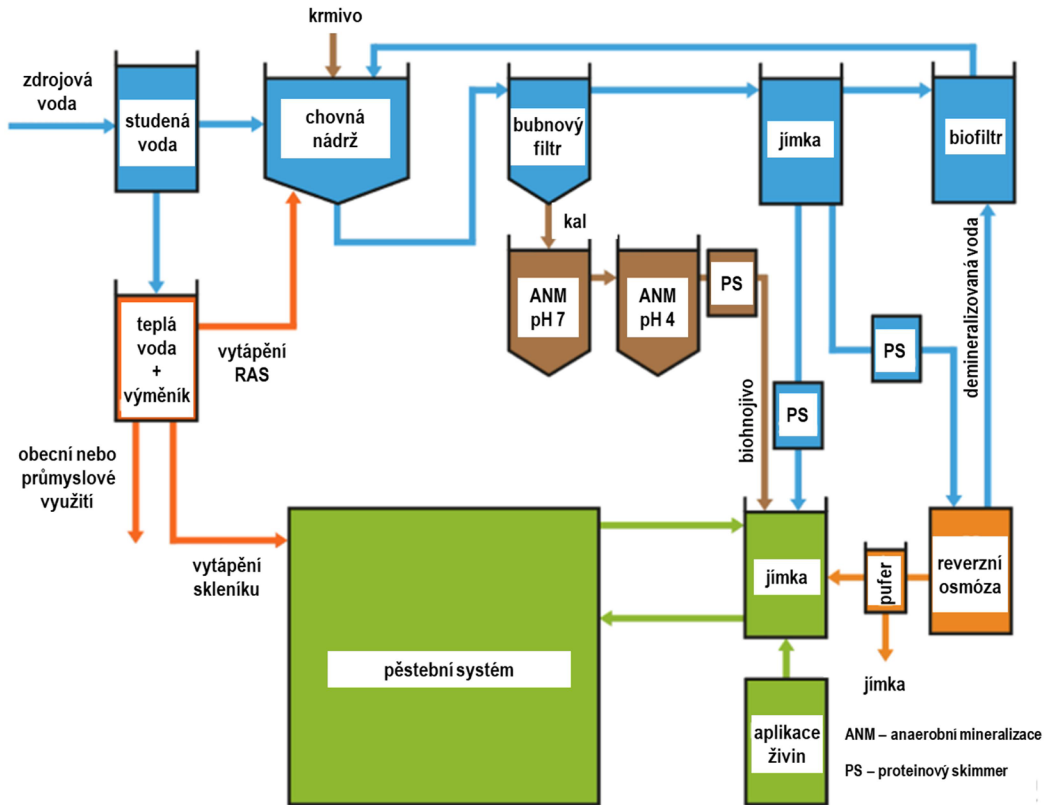 krmivo
zdrojová
voda
studená
voda
chovná
nádrž
bubnový
filtr
jímka
biofiltr
kal
ANM
pH 7
ANM
pH 4
PS
PS
PS
biohnojivo
demineralizovaná voda
teplá
voda
+
výměník
vytápění
RAS
obecní nebo
průmyslové
využití
vytápění
skleníku
pěstební systém
jímka
pufer
reverzní
osmóza
jímka
aplikace
živin
ANM – anaerobní mineralizace
PS – proteinový skimmer